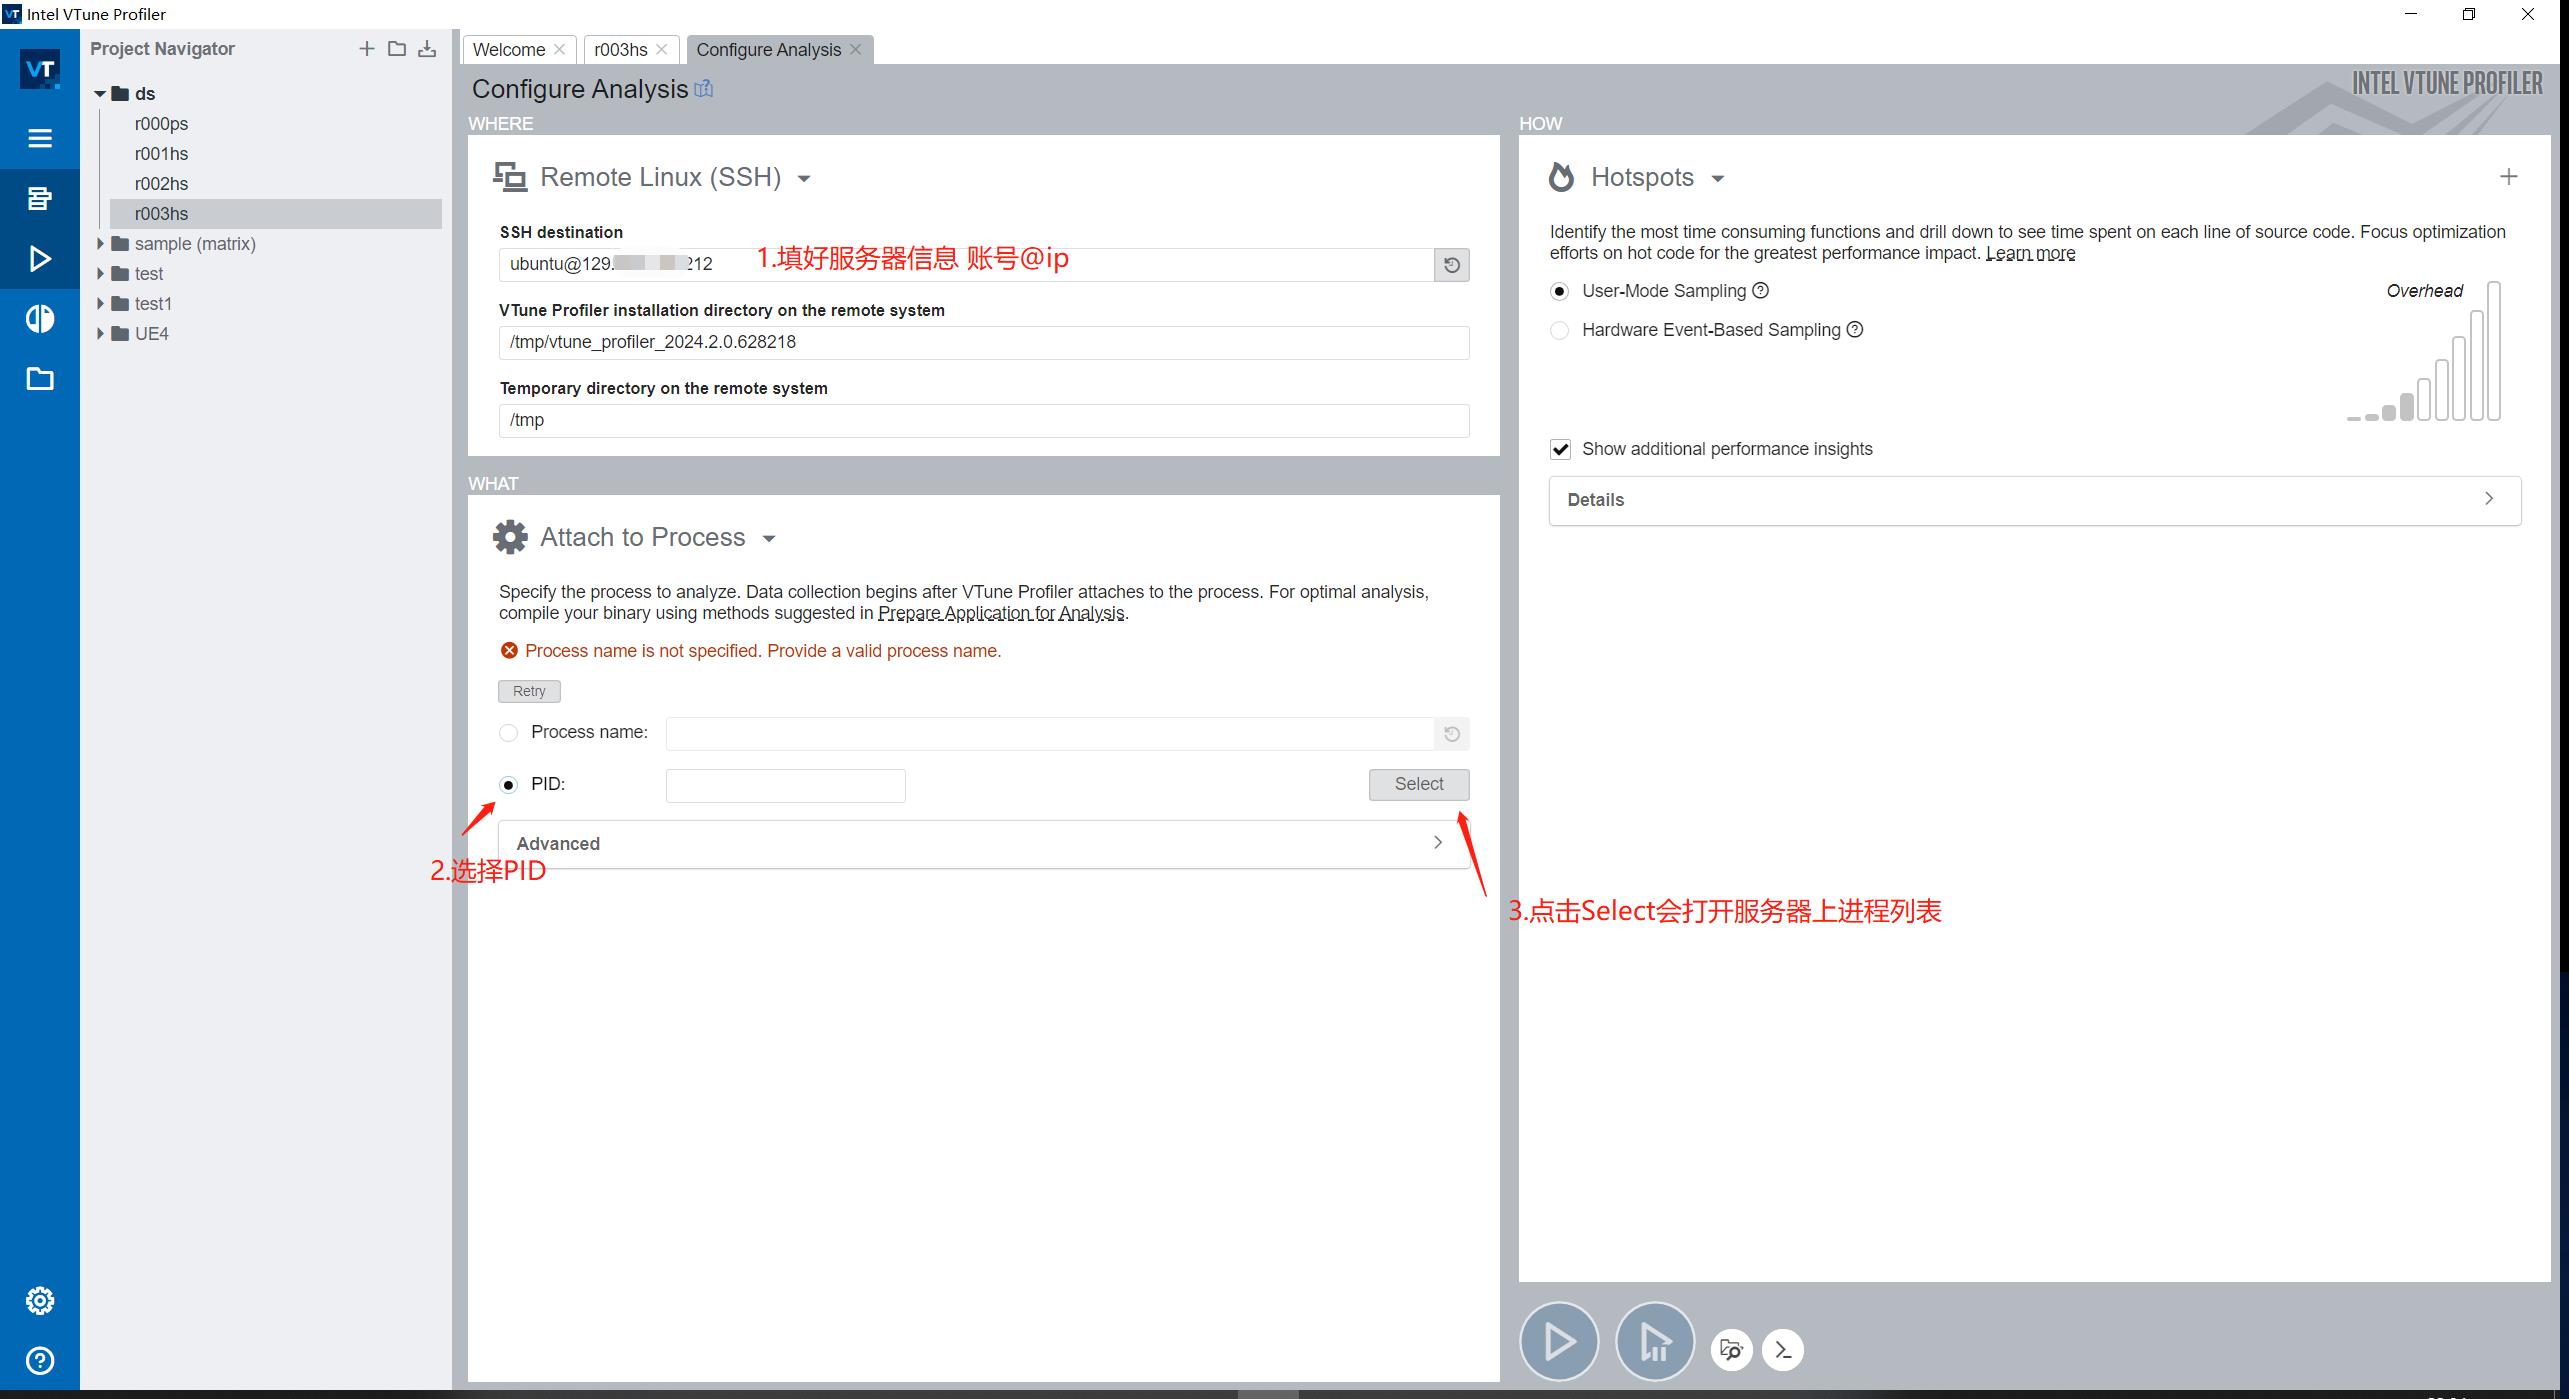 Intel VTune Profiler
Project Navigator
ds
r000ps
r001hs
r002hs
r003hs
sample (matrix)
test
test1
UE4
Welcome
r003hs
Configure Analysis
Configure Analysis
INTEL VTUNE PROFILER
WHERE
Remote Linux (SSH)
SSH destination
ubuntu@129. 212
1.填好服务器信息 账号@ip
VTune Profiler installation directory on the remote system
/tmp/vtune_profiler_2024.2.0.628218
Temporary directory on the remote system
/tmp
WHAT
Attach to Process
Specify the process to analyze. Data collection begins after VTune Profiler attaches to the process. For optimal analysis,
compile your binary using methods suggested in Prepare Application for Analysis.
Process name is not specified. Provide a valid process name.
Retry
Process name:
PID:
Select
Advanced
2.选择PID
3.点击Select会打开服务器上进程列表
HOW
Hotspots
Identify the most time consuming functions and drill down to see time spent on each line of source code. Focus optimization
efforts on hot code for the greatest performance impact. Learn more
User-Mode Sampling
Overhead
Hardware Event-Based Sampling
Show additional performance insights
Details